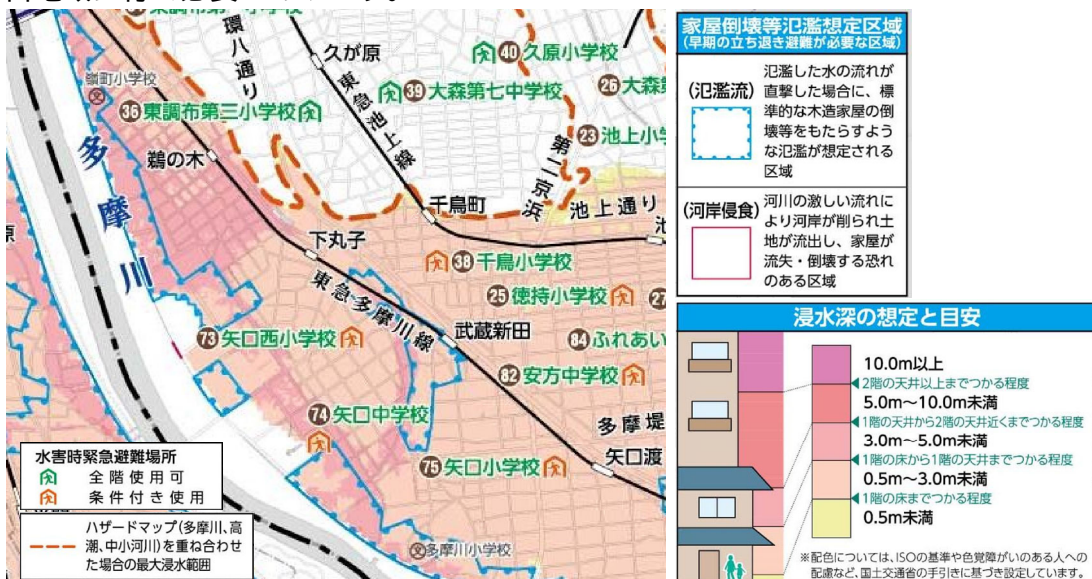 環八通り
久が原
東急池上線
40 久原小学校
39 大森第七中学校
26 大森第
23 池上小学
嶺町小学校
36 東調布第三小学校
鵜の木
多摩川
第二京浜
千鳥町
池上通り
池
下丸子
38 千鳥小学校
東急多摩川線
25 徳持小学校
27
武蔵新田
73 矢口西小学校
84 ふれあい
82 安方中学校
74 矢口中学校
多摩堤
75 矢口小学校
矢口渡
多摩川小学校
水害時緊急避難場所
全階使用可
条件付き使用
ハザードマップ(多摩川、高
潮、中小河川)を重ね合わせ
た場合の最大浸水範囲
家屋倒壊等氾濫想定区域
(早期の立ち退き避難が必要な区域)
(氾濫流)
氾濫した水の流れが
直撃した場合に、標
準的な木造家屋の倒
壊等をもたらすよう
な氾濫が想定される
区域
(河岸侵食)
河川の激しい流れに
より河岸が削られ土
地が流出し、家屋が
流失・倒壊する恐れ
のある区域
浸水深の想定と目安
10.0m以上
2階の天井以上までつかる程度
5.0m～10.0m未満
1階の天井から2階の天井近くまでつかる程度
3.0m～5.0m未満
1階の床から1階の天井までつかる程度
0.5m～3.0m未満
1階の床までつかる程度
0.5m未満
※配色については、ISOの基準や色覚障がいのある人への
配慮など、国土交通省の手引きに基づき設定しています。